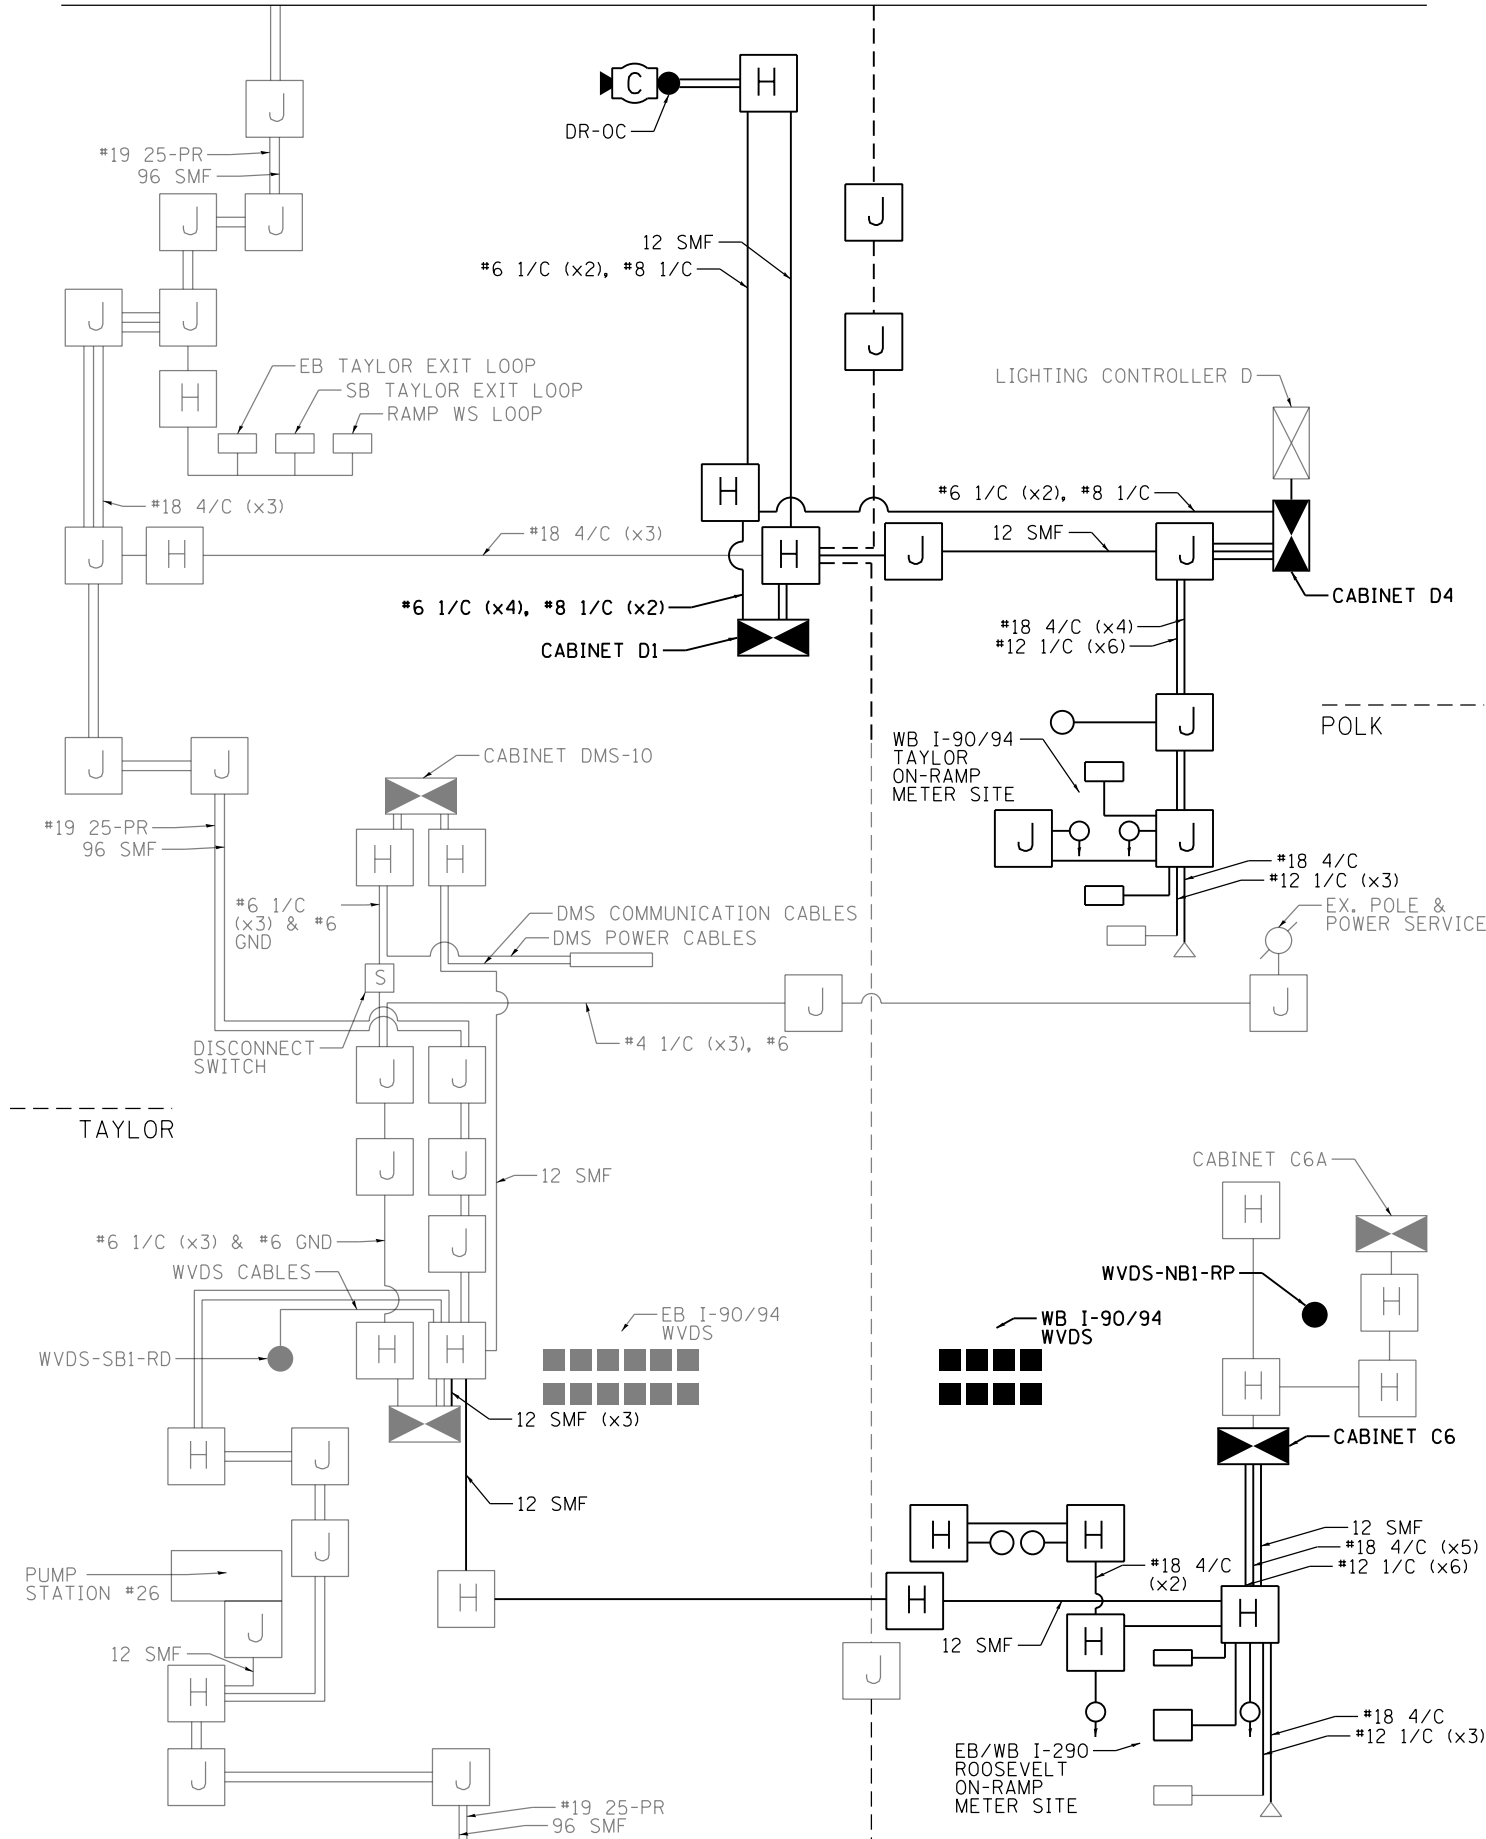 C
H
DR-OC
J
#19 25-PR
96 SMF
J
J
J
12 SMF
#6 1/C (x2), #8 1/C
J
J
J
EB TAYLOR EXIT LOOP
SB TAYLOR EXIT LOOP
RAMP WS LOOP
H
LIGHTING CONTROLLER D
H
#6 1/C (x2), #8 1/C
#18 4/C (x3)
12 SMF
#18 4/C (x3)
J
H
H
J
J
#6 1/C (x4), #8 1/C (x2)
CABINET D4
CABINET D1
#18 4/C (x4)
#12 1/C (x6)
J
POLK
WB I-90/94
TAYLOR
ON-RAMP
METER SITE
J
J
CABINET DMS-10
#19 25-PR
96 SMF
H
H
J
J
#18 4/C
#12 1/C (x3)
#6 1/C
(x3) & #6
GND
DMS COMMUNICATION CABLES
DMS POWER CABLES
EX. POLE &
POWER SERVICE
S
J
J
#4 1/C (x3), #6
DISCONNECT
SWITCH
J
J
TAYLOR
J
J
12 SMF
CABINET C6A
H
J
#6 1/C (x3) & #6 GND
WVDS CABLES
WVDS-NB1-RP
H
EB I-90/94
WVDS
WB I-90/94
WVDS
WVDS-SB1-RD
H
H
H
H
12 SMF (x3)
CABINET C6
H
J
12 SMF
H
H
12 SMF
#18 4/C (x5)
#12 1/C (x6)
J
#18 4/C
(x2)
PUMP
STATION #26
H
H
H
J
H
12 SMF
12 SMF
J
H
#18 4/C
#12 1/C (x3)
EB/WB I-290
ROOSEVELT
ON-RAMP
METER SITE
J
J
#19 25-PR
96 SMF